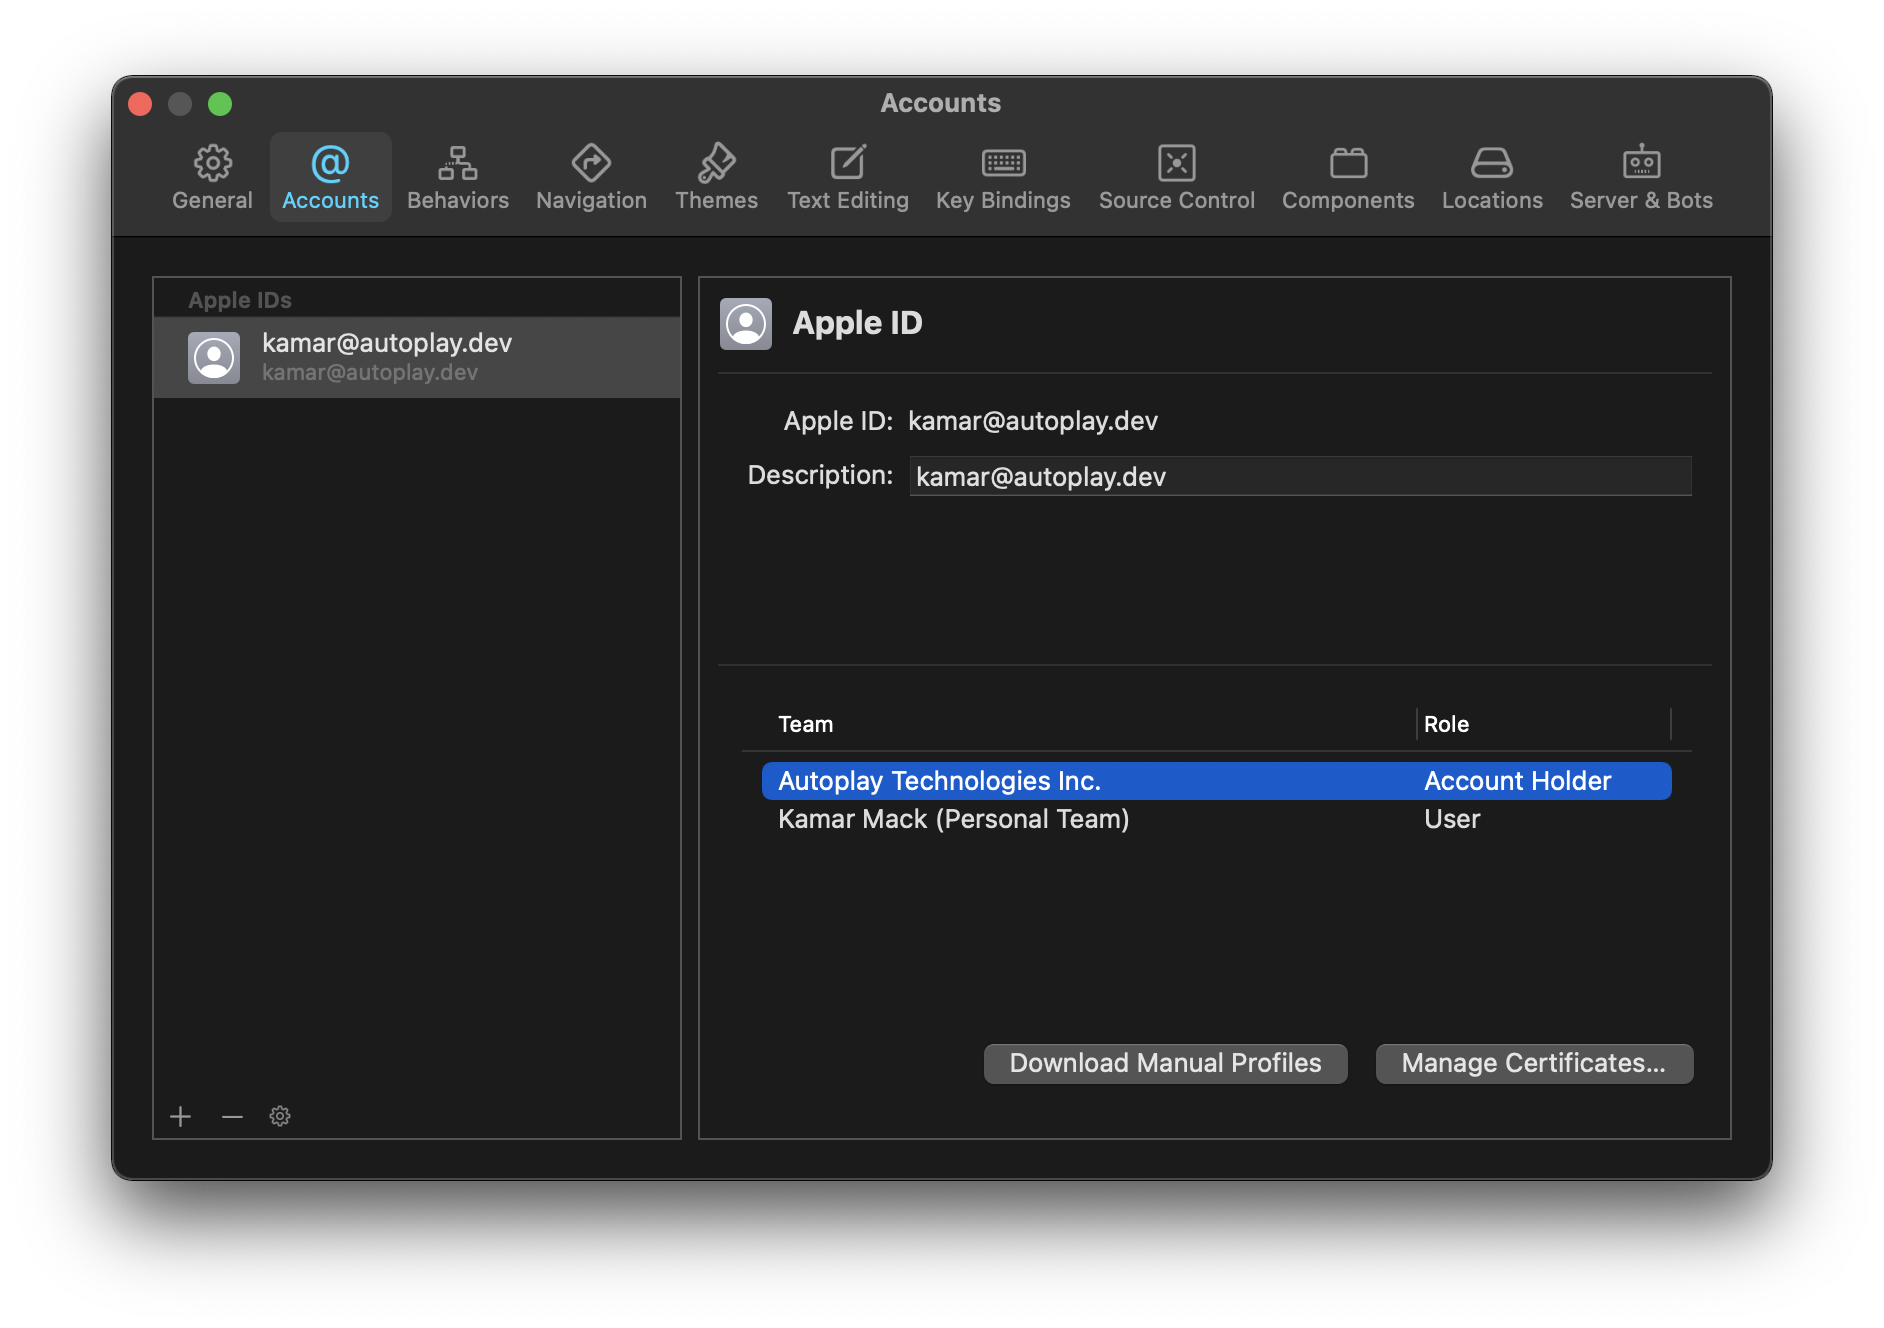 Accounts
General
Accounts
Behaviors
Navigation
Themes
Text Editing
Key Bindings
Source Control
Components
Locations
Server & Bots
Apple IDs
kamar@autoplay.dev
kamar@autoplay.dev
Apple ID
Apple ID: kamar@autoplay.dev
Description: kamar@autoplay.dev
Team Role
Autoplay Technologies Inc. Account Holder
Kamar Mack (Personal Team) User
Download Manual Profiles
Manage Certificates...